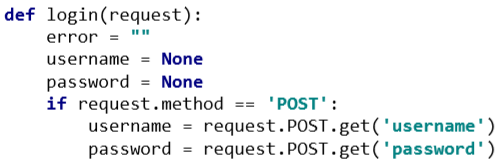 def login(request):
    error = ""
    username = None
    password = None
    if request.method == 'POST':
        username = request.POST.get('username')
        password = request.POST.get('password')